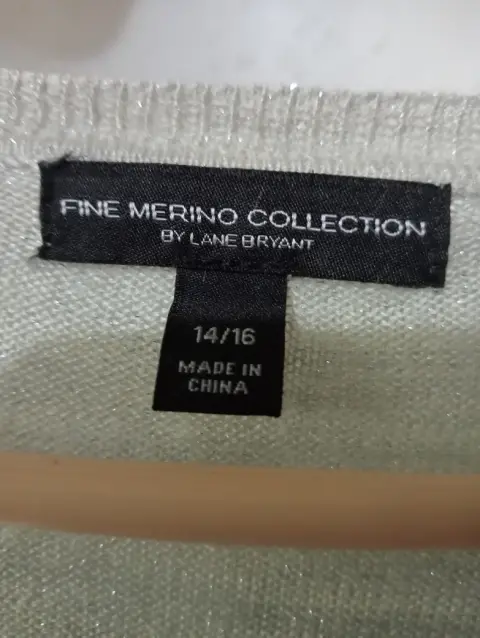 FINE MERINO COLLECTION
BY LANE BRYANT
14/16
MADE IN
CHINA